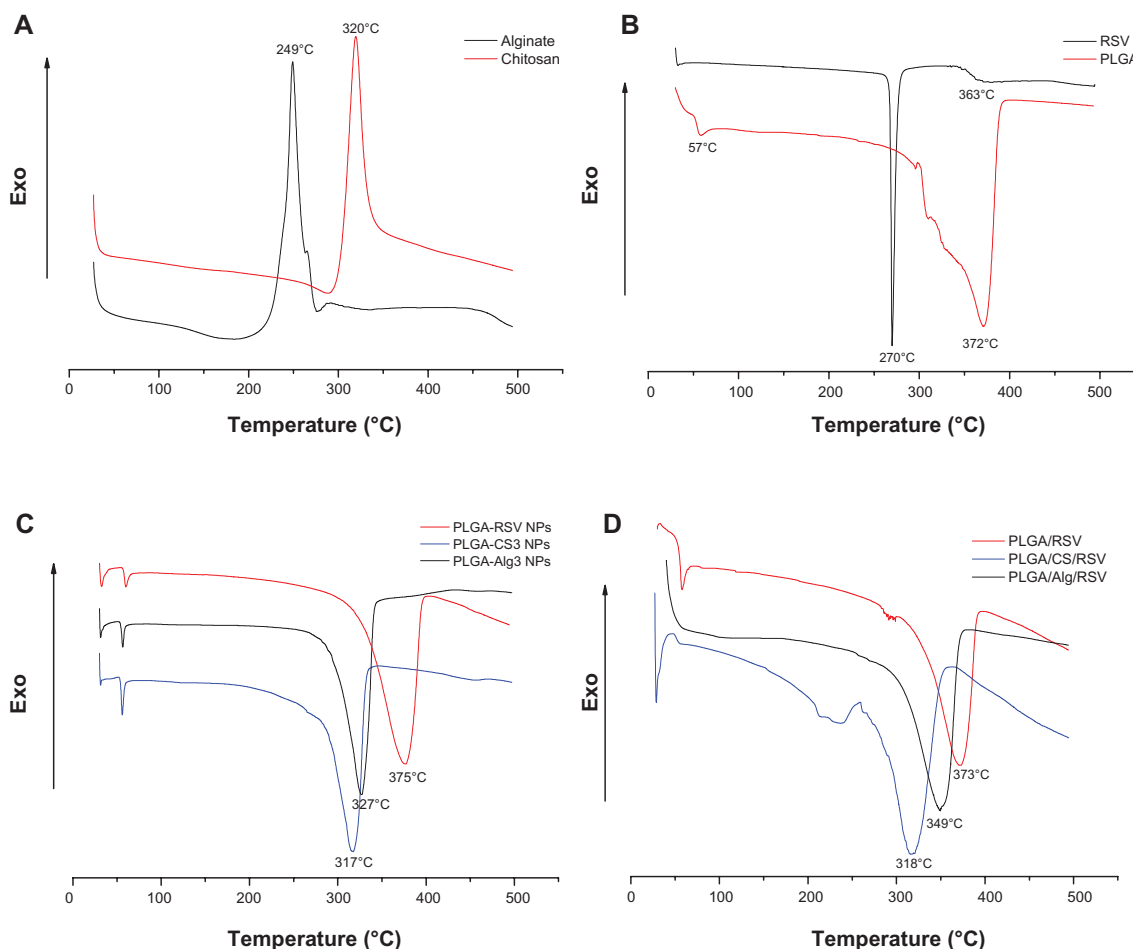 A
320°C
249°C
Alginate
Chitosan
Exo
0 100 200 300 400 500
Temperature (°C)
B
RSV
PLGA
363°C
57°C
Exo
270°C
372°C
0 100 200 300 400 500
Temperature (°C)
C
PLGA-RSV NPs
PLGA-CS3 NPs
PLGA-Alg3 NPs
Exo
375°C
327°C
317°C
0 100 200 300 400 500
Temperature (°C)
D
PLGA/RSV
PLGA/CS/RSV
PLGA/Alg/RSV
Exo
373°C
349°C
318°C
0 100 200 300 400 500
Temperature (°C)